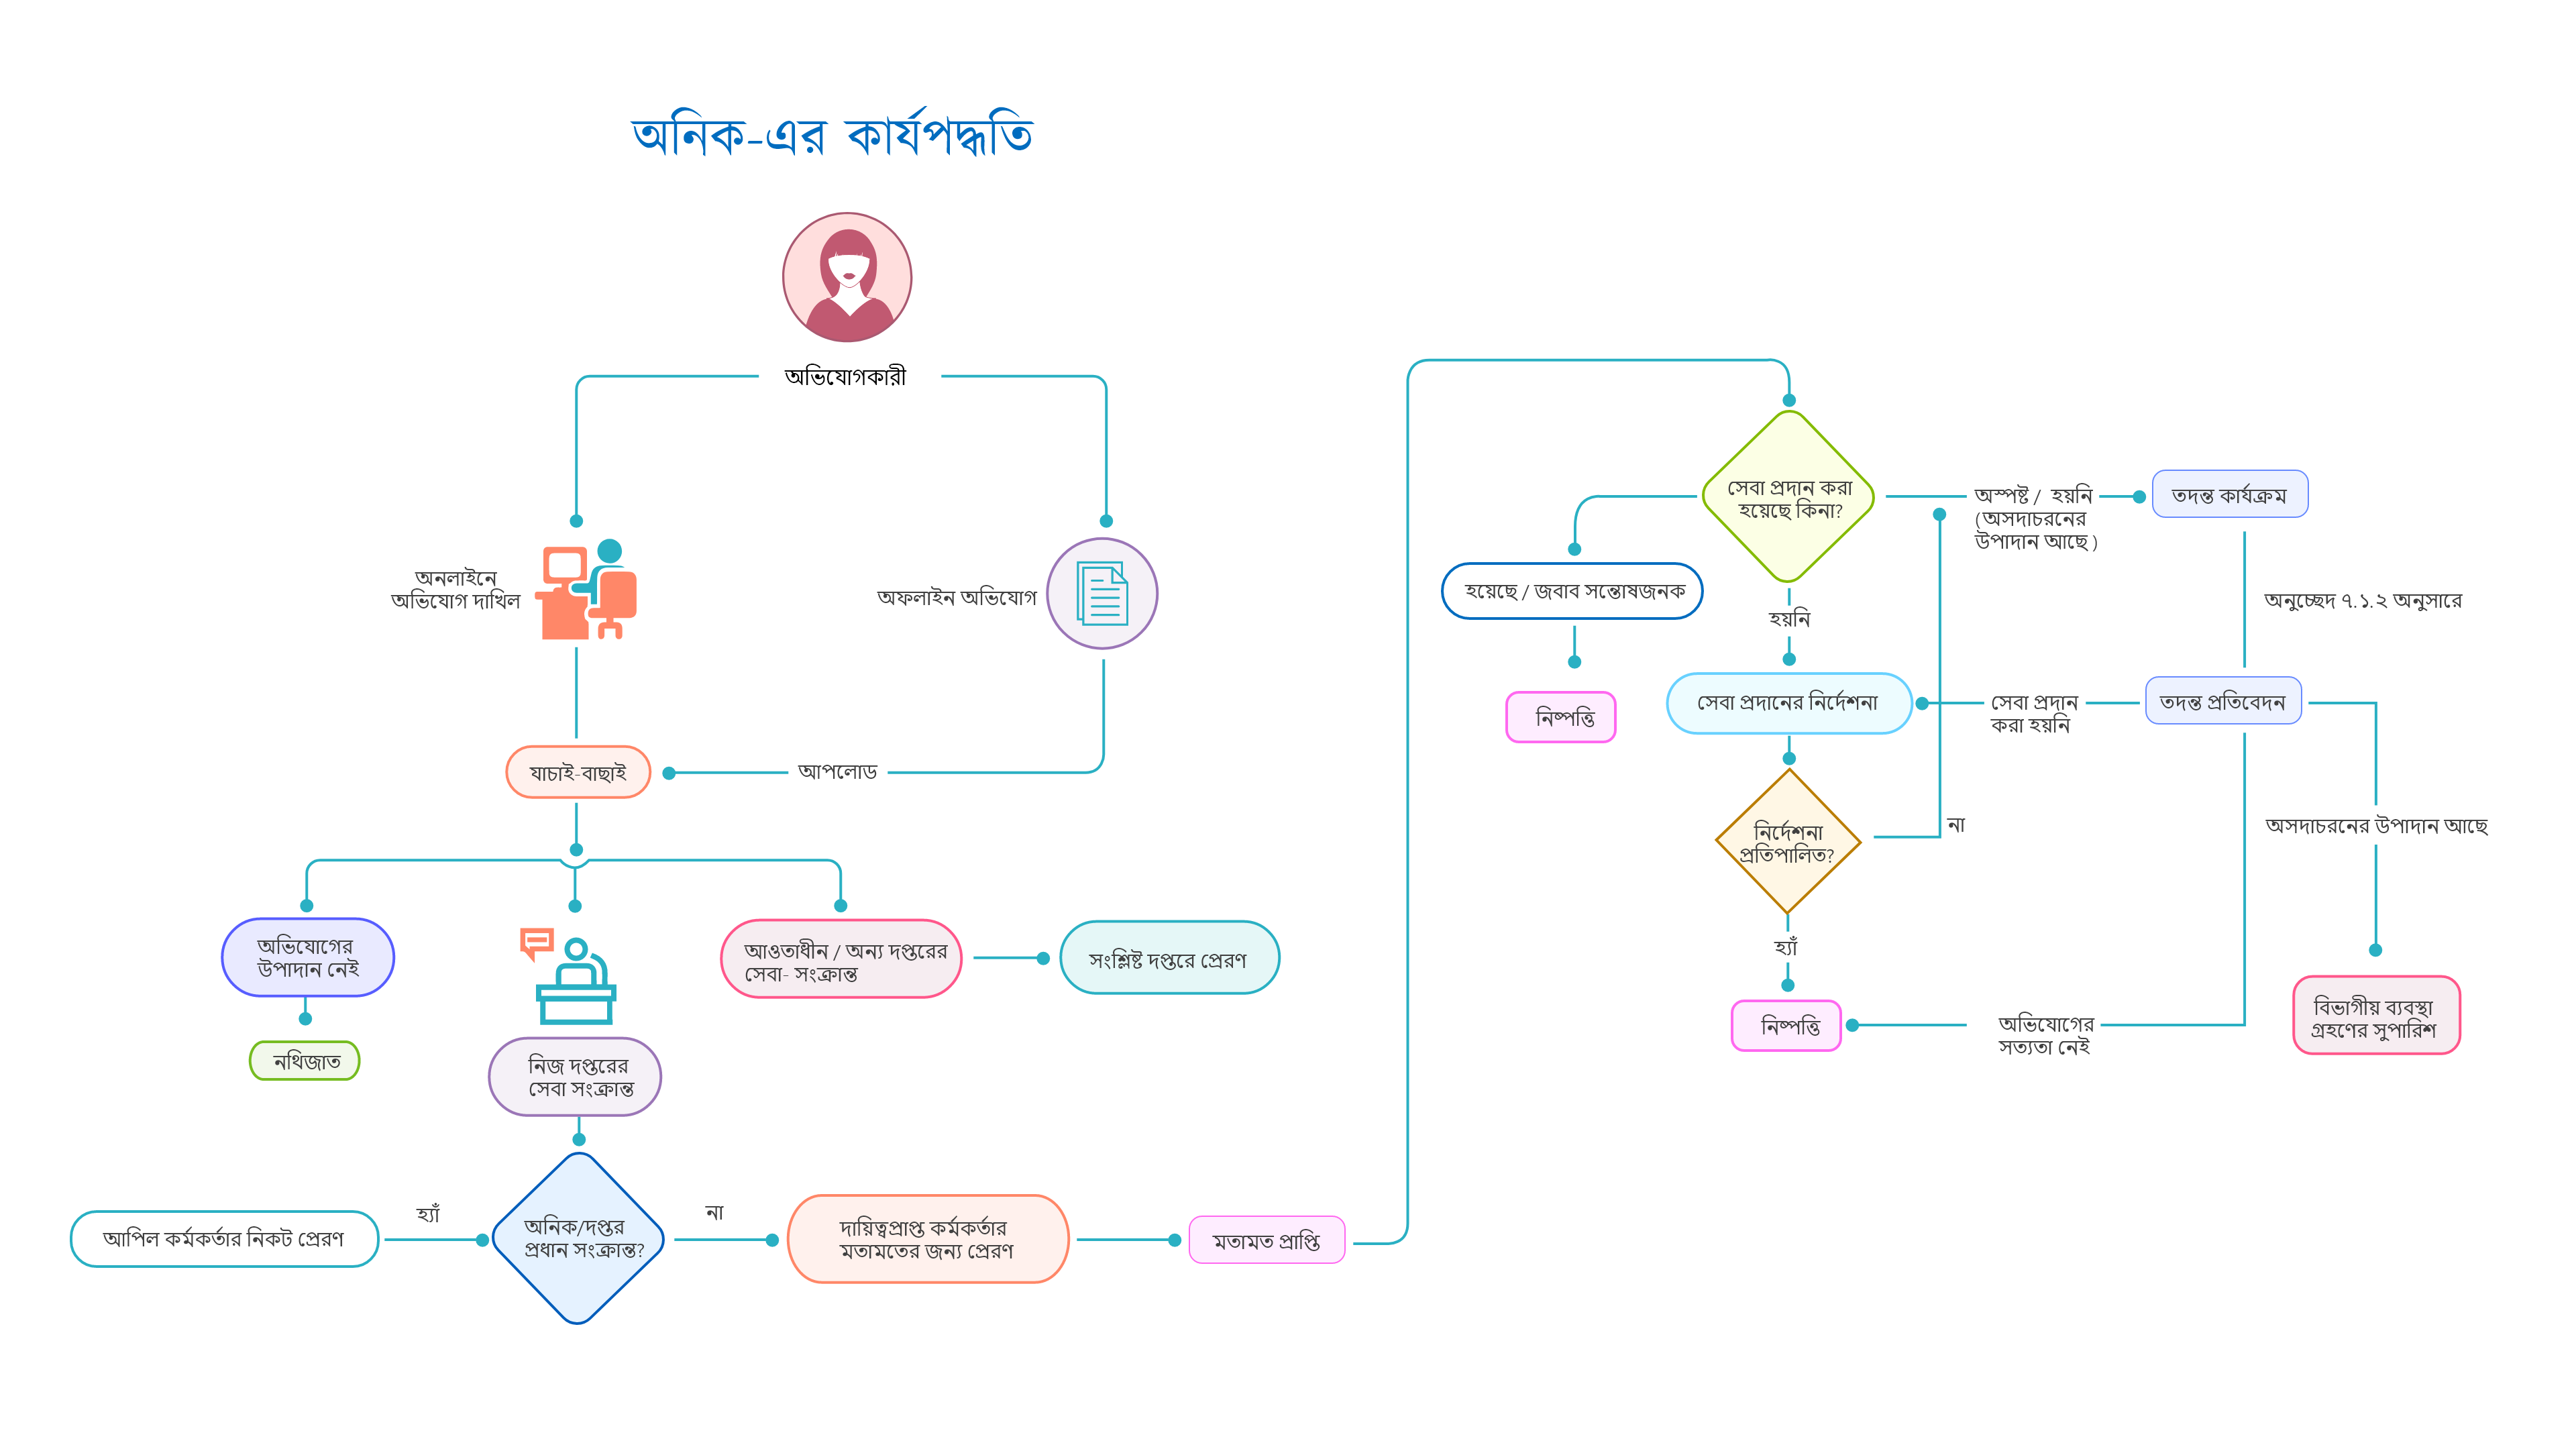 অনিক-এর কার্যপদ্ধতি
অভিযোগকারী
অনলাইনে
অভিযোগ দাখিল
অফলাইন অভিযোগ
যাচাই-বাছাই
আপলোড
অভিযোগের
উপাদান নেই
নথিজাত
নিজ দপ্তরের
সেবা সংক্রান্ত
আওতাধীন / অন্য দপ্তরের
সেবা- সংক্রান্ত
সংশ্লিষ্ট দপ্তরে প্রেরণ
আপিল কর্মকর্তার নিকট প্রেরণ
হ্যাঁ
অনিক/দপ্তর
প্রধান সংক্রান্ত?
না
দায়িত্বপ্রাপ্ত কর্মকর্তার
মতামতের জন্য প্রেরণ
মতামত প্রাপ্তি
সেবা প্রদান করা
হয়েছে কিনা?
হয়েছে / জবাব সন্তোষজনক
নিষ্পত্তি
হয়নি
অস্পষ্ট / হয়নি
(অসদাচরনের
উপাদান আছে)
তদন্ত কার্যক্রম
অনুচ্ছেদ ৭.১.২ অনুসারে
সেবা প্রদানের নির্দেশনা
সেবা প্রদান
করা হয়নি
তদন্ত প্রতিবেদন
নির্দেশনা
প্রতিপালিত?
না
অসদাচরনের উপাদান আছে
হ্যাঁ
নিষ্পত্তি
অভিযোগের
সত্যতা নেই
বিভাগীয় ব্যবস্থা
গ্রহণের সুপারিশ